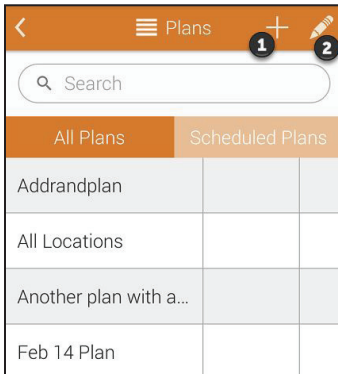 Plans
1
2
Search
All Plans Scheduled Plans
Addrandplan
All Locations
Another plan with a...
Feb 14 Plan